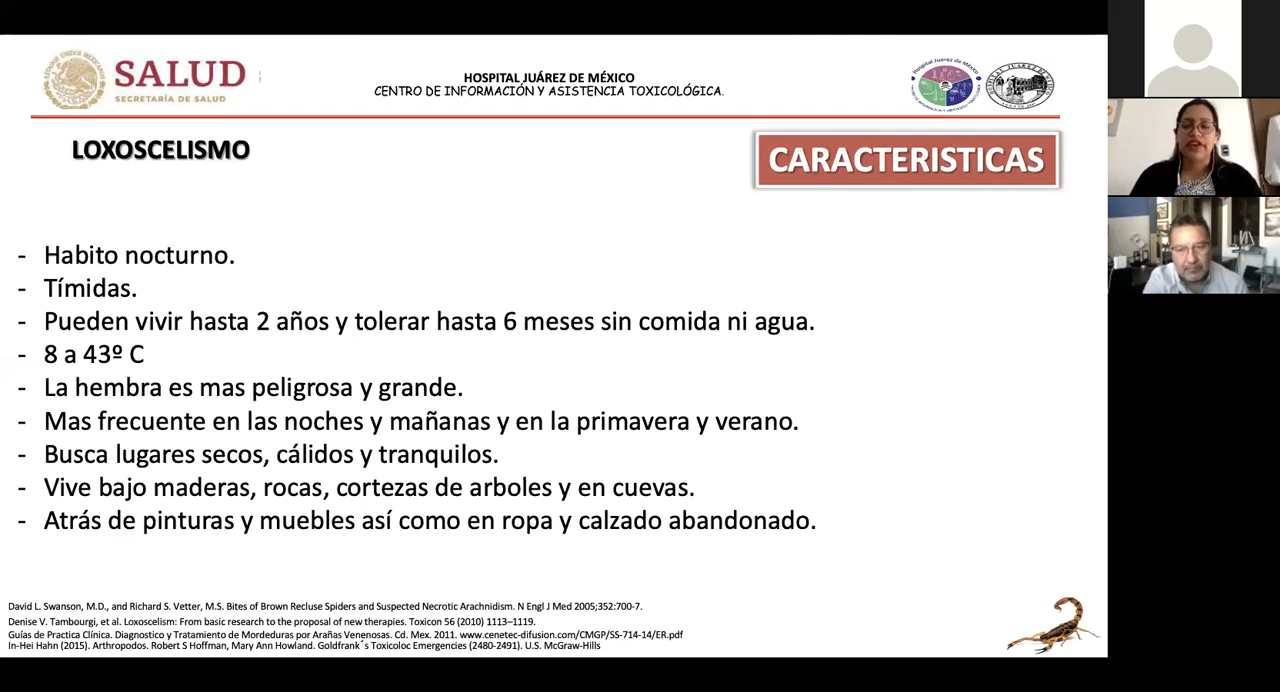 SALUD
SECRETARÍA DE SALUD
HOSPITAL JUÁREZ DE MÉXICO
CENTRO DE INFORMACIÓN Y ASISTENCIA TOXICOLÓGICA.
LOXOSCELISMO
CARACTERISTICAS
- Habito nocturno.
- Tímidas.
- Pueden vivir hasta 2 años y tolerar hasta 6 meses sin comida ni agua.
- 8 a 43º C
- La hembra es mas peligrosa y grande.
- Mas frecuente en las noches y mañanas y en la primavera y verano.
- Busca lugares secos, cálidos y tranquilos.
- Vive bajo maderas, rocas, cortezas de arboles y en cuevas.
- Atrás de pinturas y muebles así como en ropa y calzado abandonado.
David L. Swanson, M.D., and Richard S. Vetter, M.S. Bites of Brown Recluse Spiders and Suspected Necrotic Arachnidism. N Engl J Med 2005;352:700-7.
Denise V. Tambourgi, et al. Loxoscelism: From basic research to the proposal of new therapies. Toxicon 56 (2010) 1113–1119.
Guías de Practica Clínica. Diagnostico y Tratamiento de Mordeduras por Arañas Venenosas. Cd. Mex. 2011. www.cenetec-difusion.com/CMGP/SS-714-14/ER.pdf
In-Hei Hahn (2015). Arthropodos. Robert S Hoffman, Mary Ann Howland. Goldfrank´s Toxicoloc Emergencies (2480-2491). U.S. McGraw-Hills